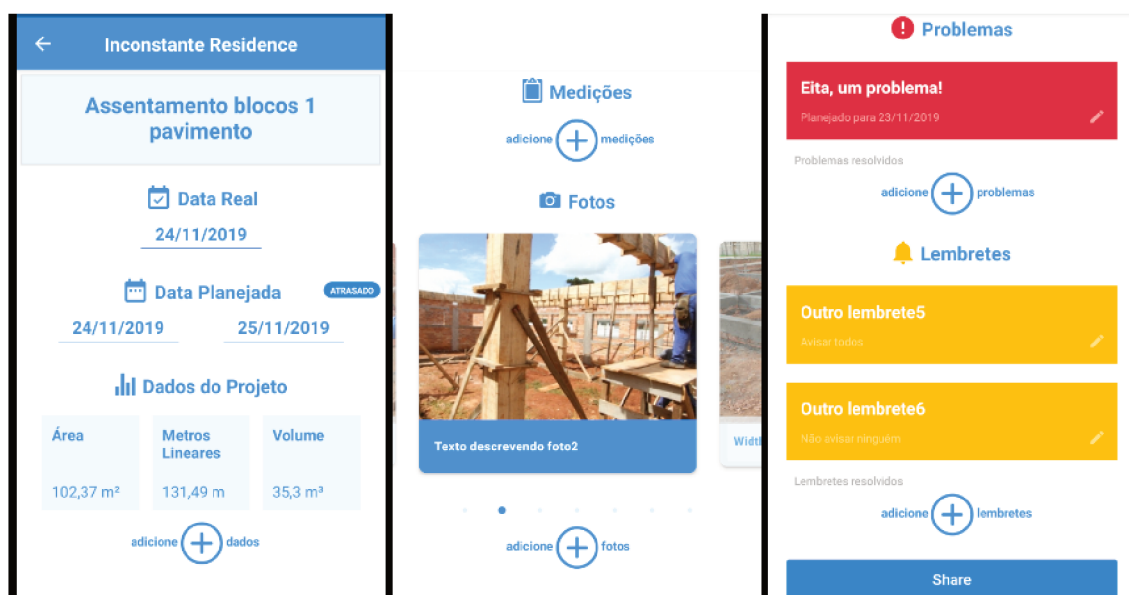 Inconstante Residence
Assentamento blocos 1
pavimento
Data Real
24/11/2019
Data Planejada
ATRASADO
24/11/2019
25/11/2019
Dados do Projeto
Área
Metros
Lineares
Volume
102,37 m²
131,49 m
35,3 m³
adicione
dados
Medições
adicione
medições
Fotos
Texto descrevendo foto2
adicione
fotos
Problemas
Eita, um problema!
Planejado para 23/11/2019
Problemas resolvidos
adicione
problemas
Lembretes
Outro lembrete5
Avisar todos
Outro lembrete6
Não avisar ninguém
Lembretes resolvidos
adicione
lembretes
Share